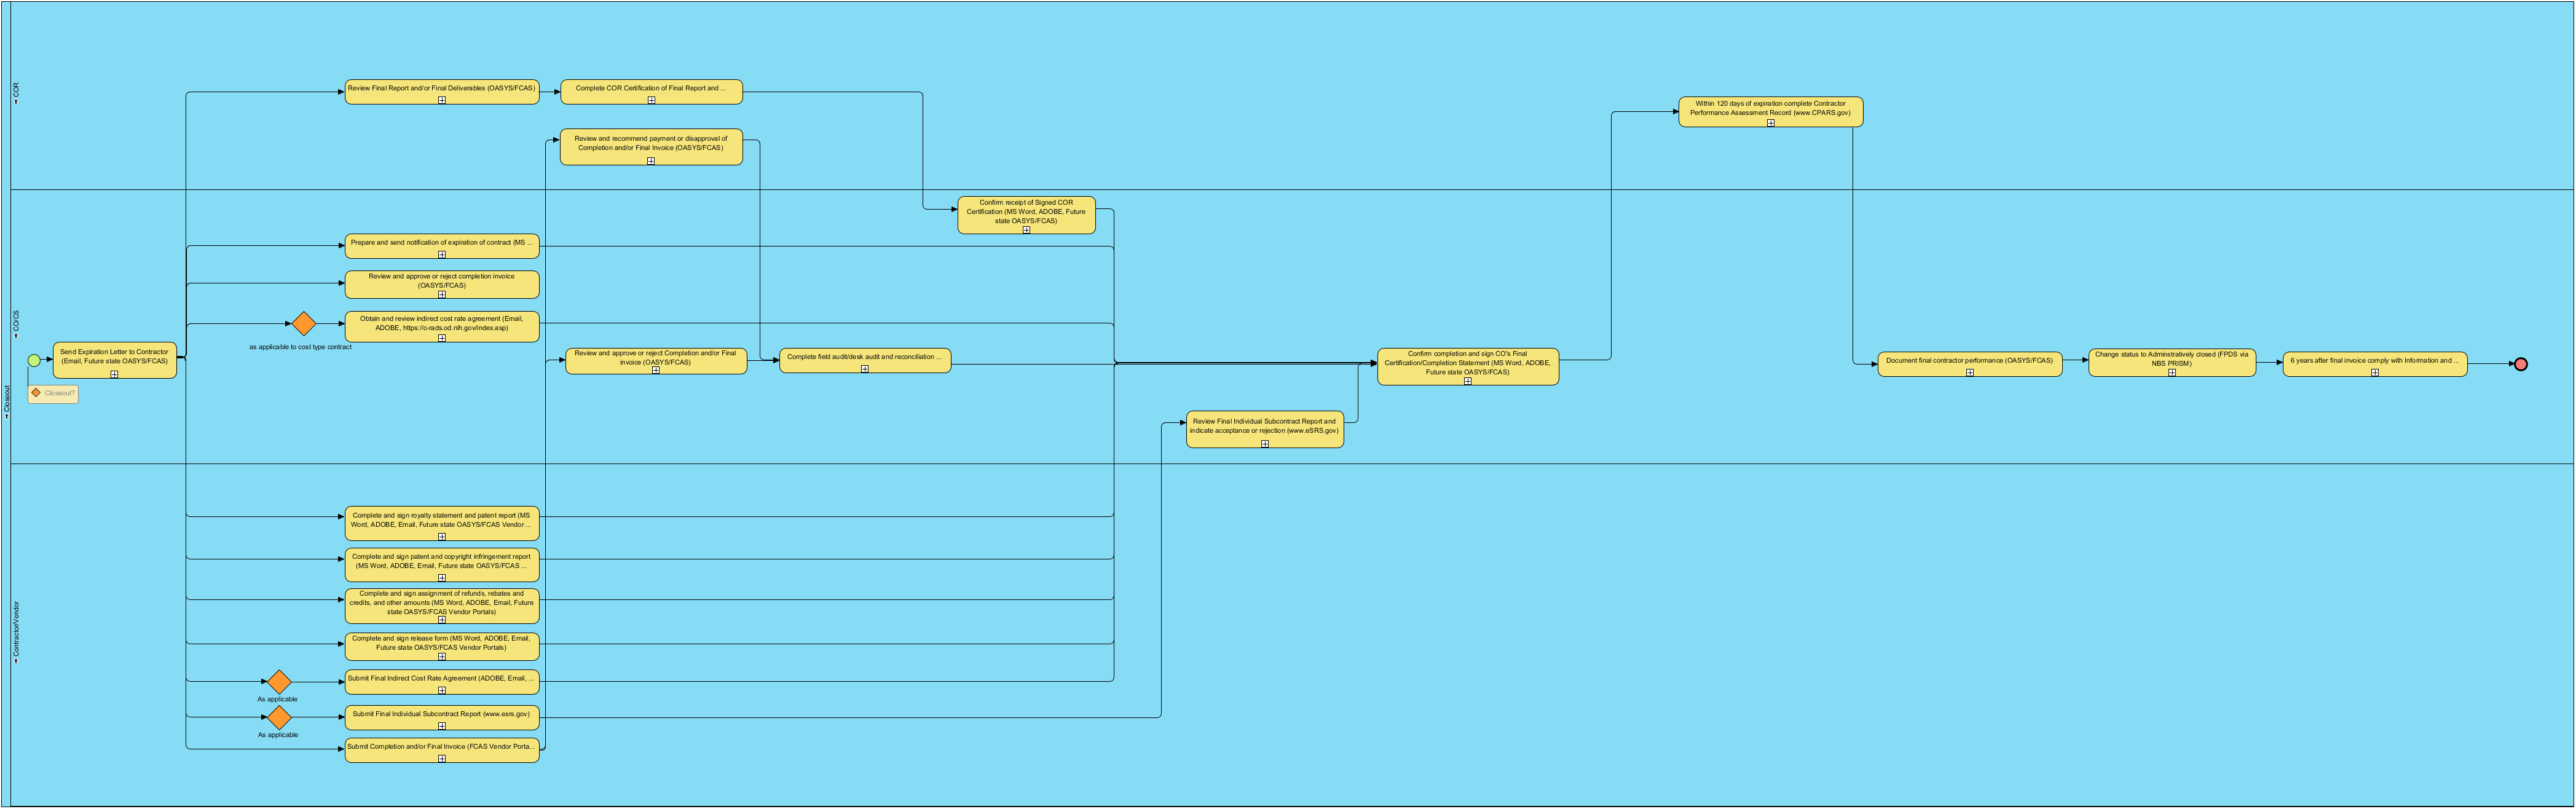 Closeout
COR
Review Final Report and/or Final Deliverables (OASYS/FCAS)
Complete COR Certification of Final Report and ...
Review and recommend payment or disapproval of
Completion and/or Final Invoice (OASYS/FCAS)
Within 120 days of expiration complete Contractor
Performance Assessment Record (www.CPARS.gov)
CO/CS
Confirm receipt of Signed COR
Certification (MS Word, ADOBE, Future
state OASYS/FCAS)
Prepare and send notification of expiration of contract (MS ...
Review and approve or reject completion invoice
(OASYS/FCAS)
Obtain and review indirect cost rate agreement (Email,
ADOBE, https://c-rads.od.nih.gov/index.asp)
as applicable to cost type contract
Send Expiration Letter to Contractor
(Email, Future state OASYS/FCAS)
Closeout?
Review and approve or reject Completion and/or Final
invoice (OASYS/FCAS)
Complete field audit/desk audit and reconciliation ...
Confirm completion and sign CO's Final
Certification/Completion Statement (MS Word, ADOBE,
Future state OASYS/FCAS)
Document final contractor performance (OASYS/FCAS)
Change status to Adminstratively closed (FPDS via
NBS PRISM)
6 years after final invoice comply with Information and ...
Review Final Individual Subcontract Report and
indicate acceptance or rejection (www.eSRS.gov)
Contractor/Vendor
Complete and sign royalty statement and patent report (MS
Word, ADOBE, Email, Future state OASYS/FCAS Vendor ...
Complete and sign patent and copyright infringement report
(MS Word, ADOBE, Email, Future state OASYS/FCAS ...
Complete and sign assignment of refunds, rebates and
credits, and other amounts (MS Word, ADOBE, Email, Future
state OASYS/FCAS Vendor Portals)
Complete and sign release form (MS Word, ADOBE, Email,
Future state OASYS/FCAS Vendor Portals)
Submit Final Indirect Cost Rate Agreement (ADOBE, Email, ...
As applicable
Submit Final Individual Subcontract Report (www.esrs.gov)
As applicable
Submit Completion and/or Final Invoice (FCAS Vendor Porta...